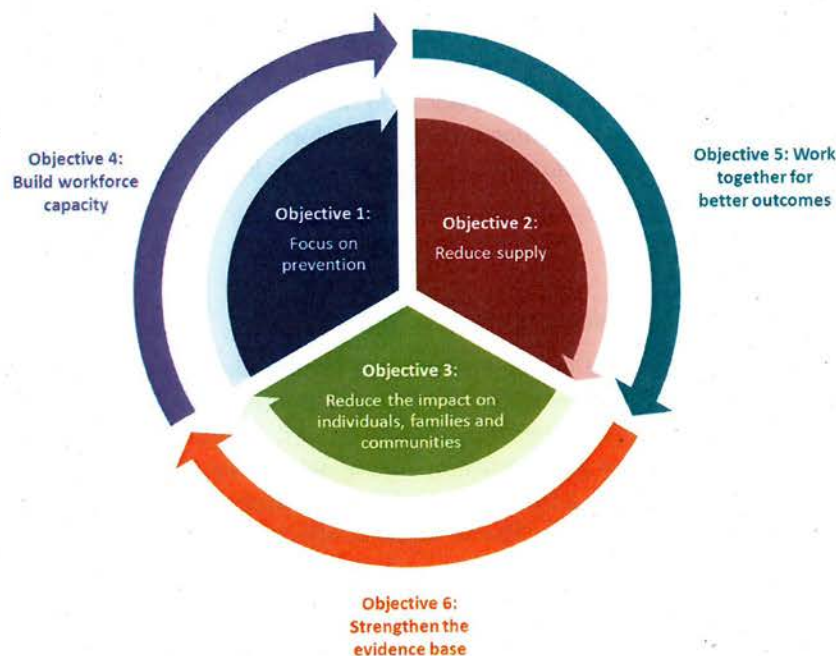 Objective 4:
Build workforce
capacity
Objective 1:
Focus on
prevention
Objective 2:
Reduce supply
Objective 5: Work
together for
better outcomes
Objective 3:
Reduce the impact on
individuals, families and
communities
Objective 6:
Strengthen the
evidence base